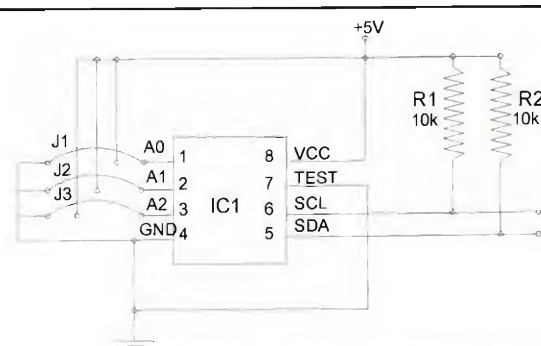 +5V
R1
10k
R2
10k
J1
J2
J3
A0
A1
A2
GND
1
2
3
4
IC1
8
7
6
5
VCC
TEST
SCL
SDA